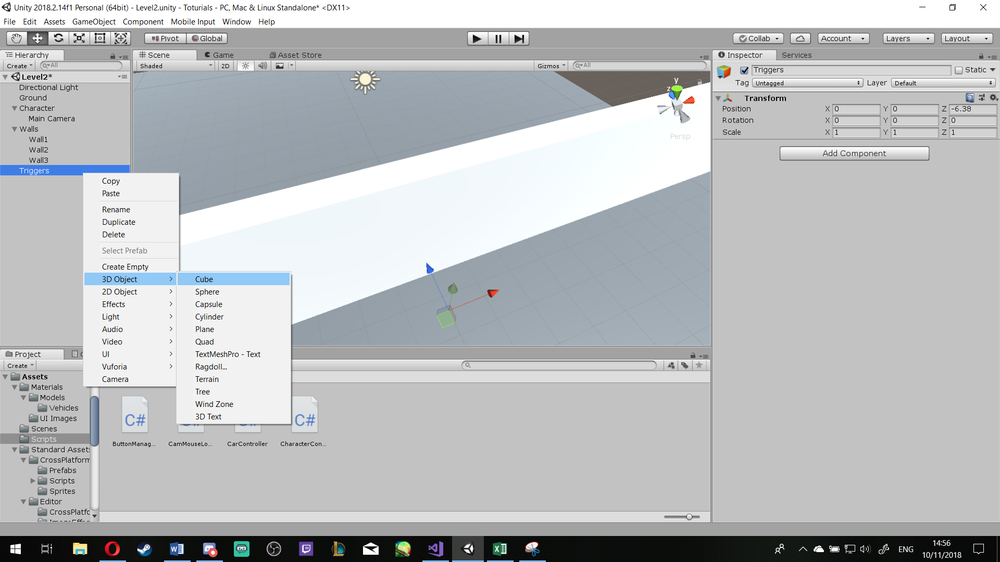 Unity 2018.2.14f1 Personal (64bit) - Level2.unity - Toturials - PC, Mac & Linux Standalone* <DX11>
File Edit Assets GameObject Component Mobile Input Window Help
Pivot Global Collab Account Layers Layout
Hierarchy
Create All
Level2*
Directional Light
Ground
Character
Main Camera
Walls
Wall1
Wall2
Wall3
Triggers
Scene Game Asset Store
Shaded 2D Gizmos All
y
z
Persp
Copy
Paste
Rename
Duplicate
Delete
Select Prefab
Create Empty
3D Object
2D Object
Effects
Light
Audio
Video
UI
Vuforia
Camera
Cube
Sphere
Capsule
Cylinder
Plane
Quad
TextMeshPro - Text
Ragdoll...
Terrain
Tree
Wind Zone
3D Text
Inspector Services
Triggers Static
Tag Untagged Layer Default
Transform
Position X 0 Y 0 Z -6.38
Rotation X 0 Y 0 Z 0
Scale X 1 Y 1 Z 1
Add Component
Project
Create
Assets
Materials
Models
Vehicles
UI Images
Scenes
Scripts
Standard Assets
CrossPlatform
Prefabs
Scripts
Sprites
Editor
CrossPlatfo
C#
C#
ButtonManag... CamMouseLo... CarController CharacterCon...
ENG
14:56
10/11/2018